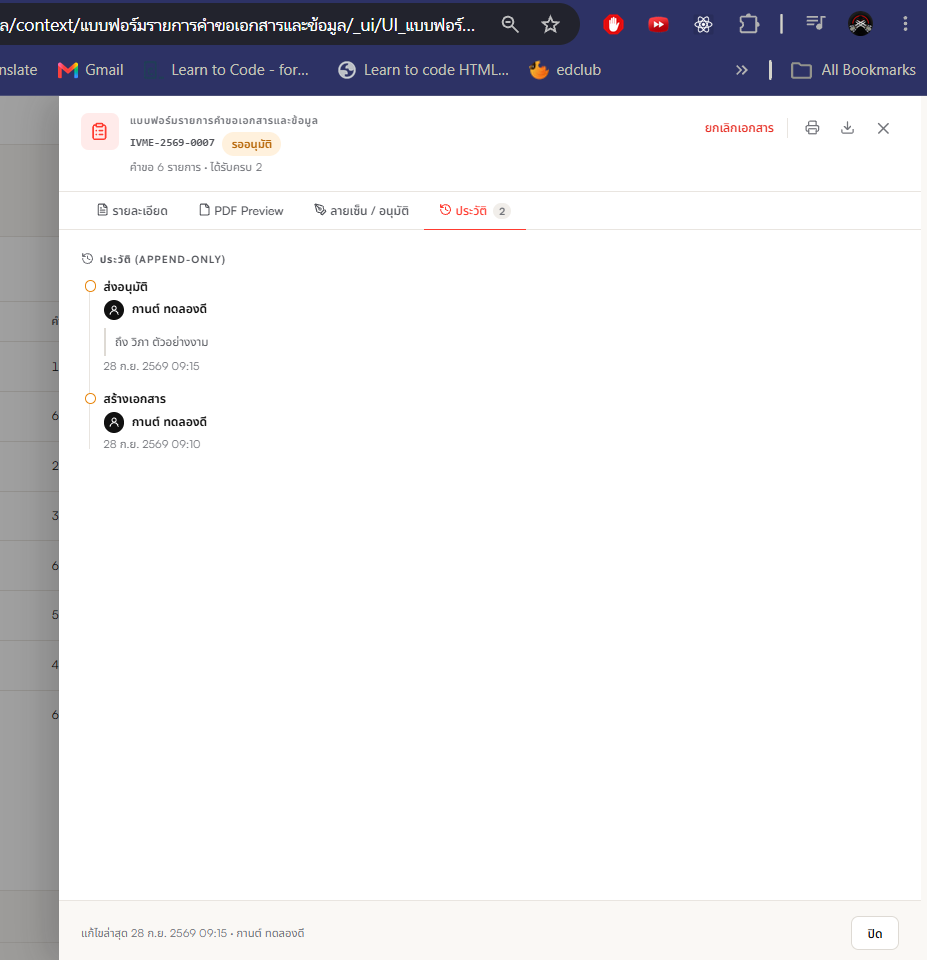 ล/context/แบบฟอร์มรายการคำขอเอกสารและข้อมูล/_ui/UI_แบบฟอร์...
nslate Gmail Learn to Code - for... Learn to code HTML... edclub » All Bookmarks
แบบฟอร์มรายการคำขอเอกสารและข้อมูล
IVME-2569-0007 รออนุมัติ
คำขอ 6 รายการ • ได้รับครบ 2
ยกเลิกเอกสาร
รายละเอียด PDF Preview ลายเซ็น / อนุมัติ ประวัติ 2
ประวัติ (APPEND-ONLY)
ส่งอนุมัติ
กานต์ ทดลองดี
ถึง วิภา ตัวอย่างงาม
28 ก.ย. 2569 09:15
สร้างเอกสาร
กานต์ ทดลองดี
28 ก.ย. 2569 09:10
1
6
2
3
6
5
4
6
แก้ไขล่าสุด 28 ก.ย. 2569 09:15 • กานต์ ทดลองดี
ปิด